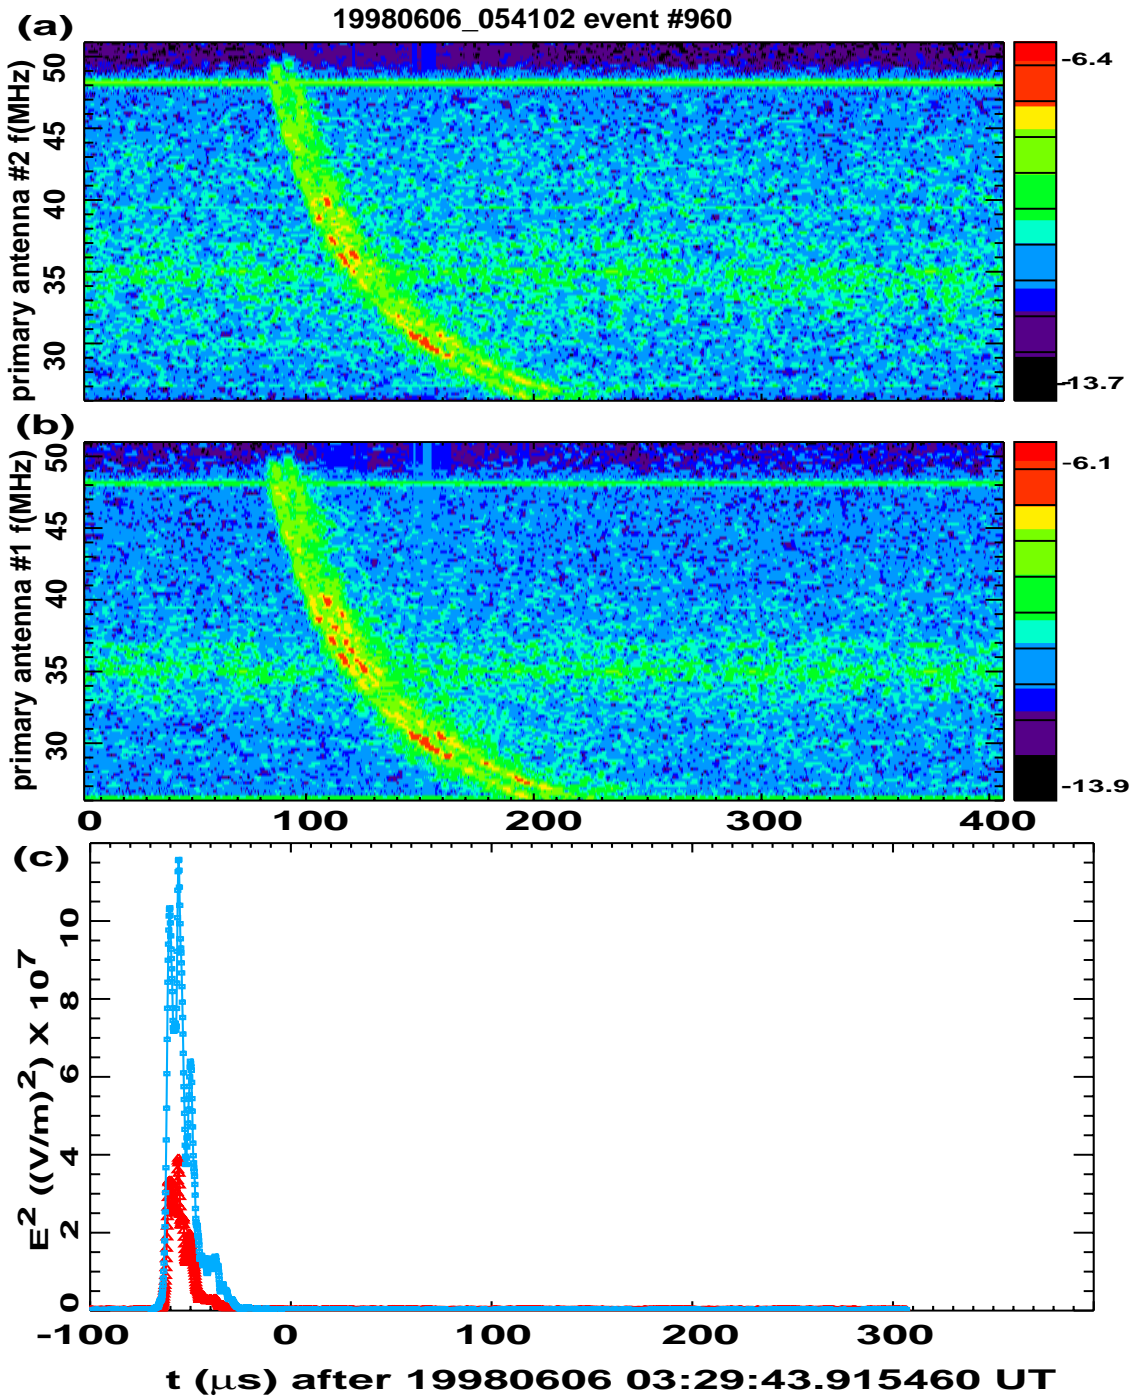 19980606_054102 event #960
(a)
primary antenna #2 f(MHz)
50
45
40
35
30
-6.4
-13.7
(b)
primary antenna #1 f(MHz)
50
45
40
35
30
-6.1
-13.9
0 100 200 300 400
(c)
E² ((V/m)²) X 10⁷
10
8
6
4
2
0
-100 0 100 200 300
t (μs) after 19980606 03:29:43.915460 UT